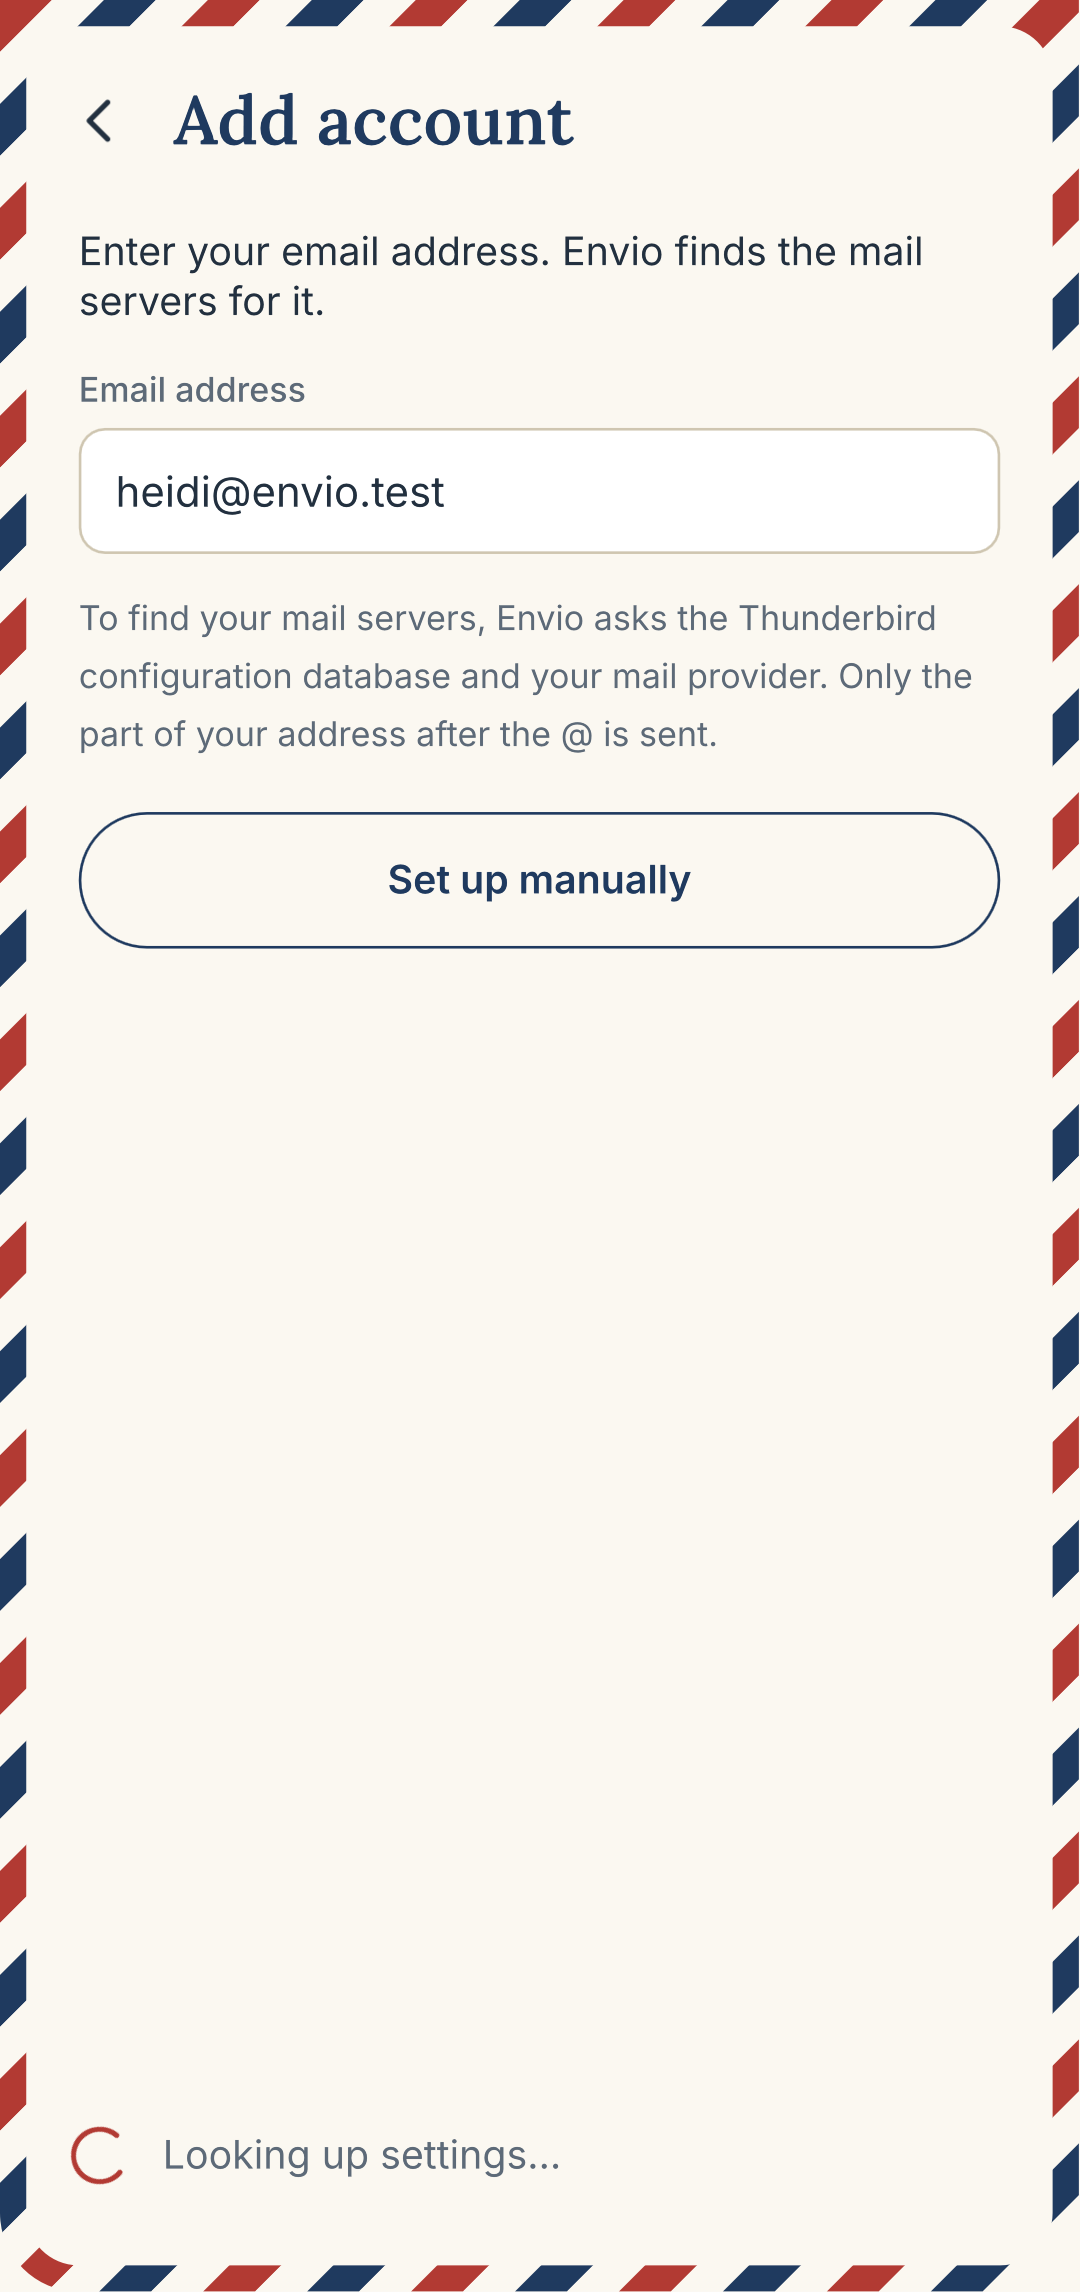 Add account
Enter your email address. Envio finds the mail
servers for it.
Email address
heidi@envio.test
To find your mail servers, Envio asks the Thunderbird
configuration database and your mail provider. Only the
part of your address after the @ is sent.
Set up manually
Looking up settings...